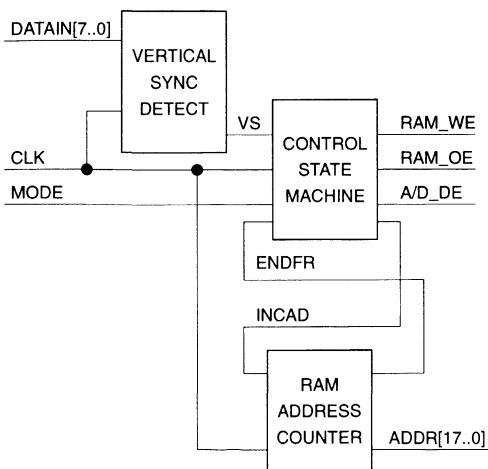 DATAIN[7..0]
VERTICAL
SYNC
DETECT
VS
CLK
MODE
CONTROL
STATE
MACHINE
RAM_WE
RAM_OE
A/D_DE
ENDFR
INCAD
RAM
ADDRESS
COUNTER
ADDR[17..0]